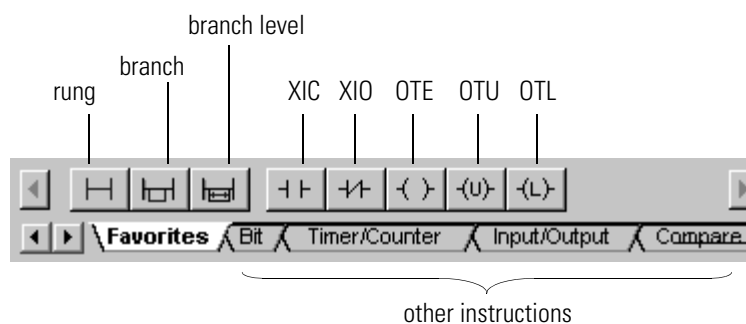 branch level
branch
rung
XIC XIO OTE OTU OTL
(U) (L)
Favorites Bit Timer/Counter Input/Output Compare
other instructions